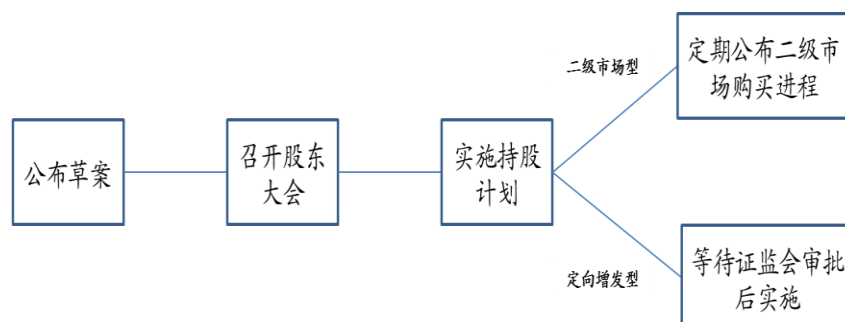 公布草案
召开股东
大会
实施持股
计划
二级市场型
定期公布二级市
场购买进程
定向增发型
等待证监会审批
后实施